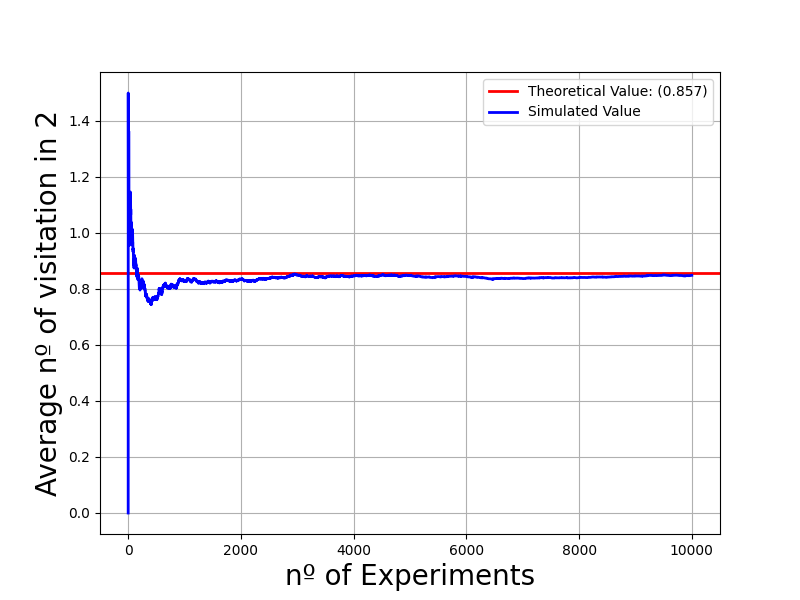 Theoretical Value: (0.857)
Simulated Value
Average nº of visitation in 2
1.4
1.2
1.0
0.8
0.6
0.4
0.2
0.0
0 2000 4000 6000 8000 10000
nº of Experiments